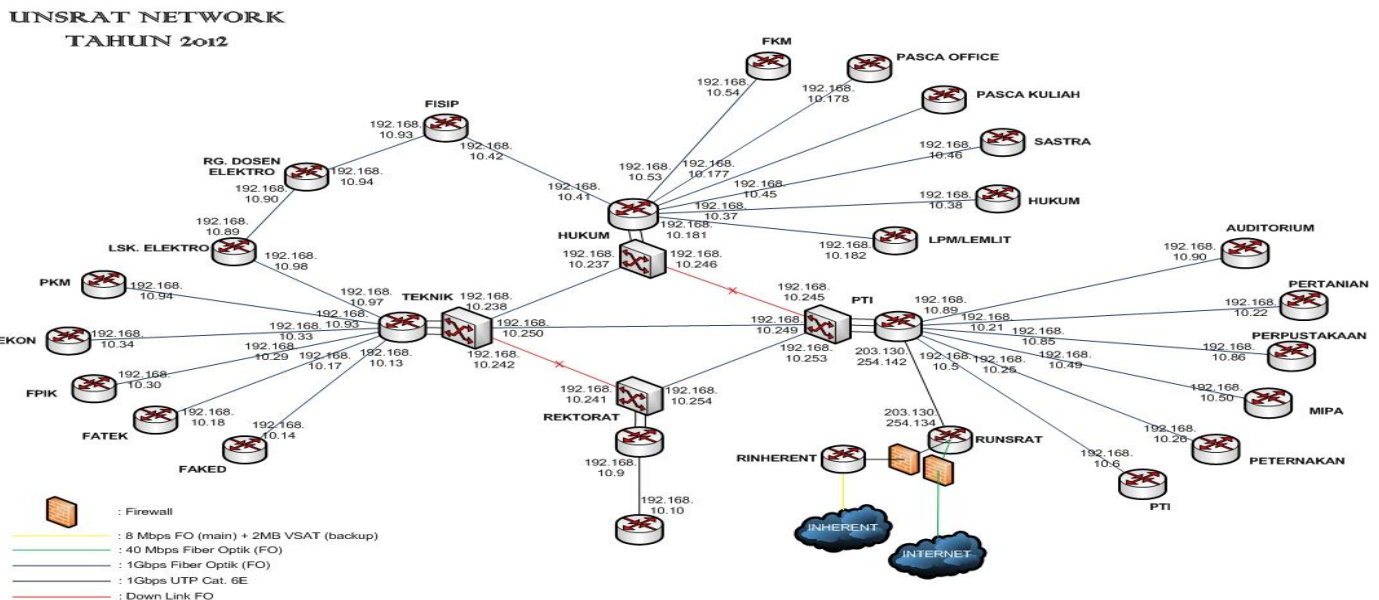 UNSRAT NETWORK
TAHUN 2012
FKM
192.168.
10.54
PASCA OFFICE
192.168.
10.178
PASCA KULIAH
FISIP
192.168.
10.93
192.168.
10.42
SASTRA
192.168.
10.46
RG. DOSEN
ELEKTRO
192.168.
10.94
192.168.
10.90
192.168.
10.53
192.168.
10.177
192.168.
10.45
192.168.
10.41
192.168.
10.37
192.168.
10.38
HUKUM
192.168.
10.181
HUKUM
LPM/LEMLIT
192.168.
10.182
192.168.
10.89
LSK. ELEKTRO
192.168.
10.98
192.168.
10.237
192.168.
10.246
AUDITORIUM
192.168.
10.90
PKM
192.168.
10.94
192.168.
10.97
TEKNIK
192.168.
10.238
192.168.
10.245
PTI
192.168.
10.89
PERTANIAN
192.168.
10.22
EKON
192.168.
10.34
192.168.
10.93
192.168.
10.33
192.168.
10.250
192.168.
10.249
192.168.
10.21
192.168.
10.85
PERPUSTAKAAN
192.168.
10.86
FPIK
192.168.
10.30
192.168.
10.29
192.168.
10.17
192.168.
10.13
192.168.
10.242
192.168.
10.253
203.130.
254.142
192.168.
10.5
192.168.
10.25
192.168.
10.49
192.168.
10.50
MIPA
FATEK
192.168.
10.18
192.168.
10.241
192.168.
10.254
REKTORAT
FAKED
192.168.
10.14
192.168.
10.9
203.130.
254.134
RUNSRAT
RINHERENT
192.168.
10.26
PETERNAKAN
192.168.
10.6
PTI
192.168.
10.10
INHERENT
INTERNET
: Firewall
: 8 Mbps FO (main) + 2MB VSAT (backup)
: 40 Mbps Fiber Optik (FO)
: 1Gbps Fiber Optik (FO)
: 1Gbps UTP Cat. 6E
: Down Link FO